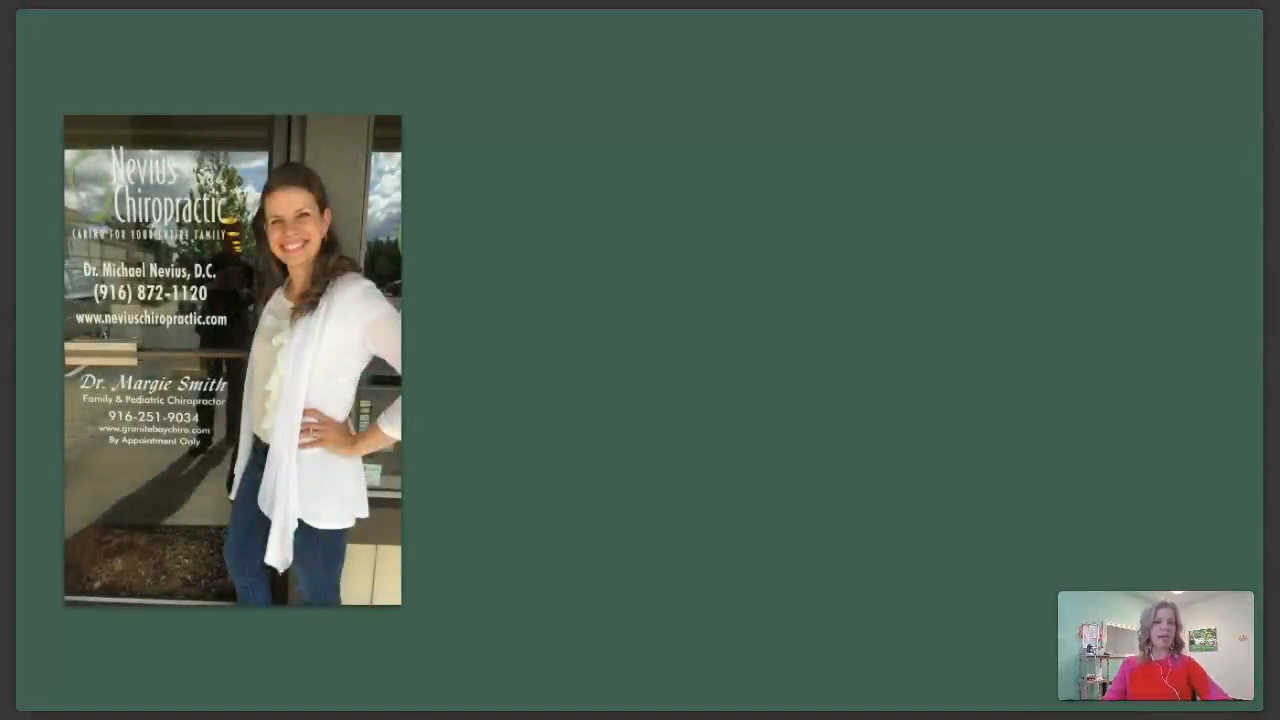 Nevius
Chiropractic
CARING FOR YOUR ENTIRE FAMILY
Dr. Michael Nevius, D.C.
(916) 872-1120
www.neviuschiropractic.com
Dr. Margie Smith
Family & Pediatric Chiropractor
916-251-9034
www.granitebaychiro.com
By Appointment Only